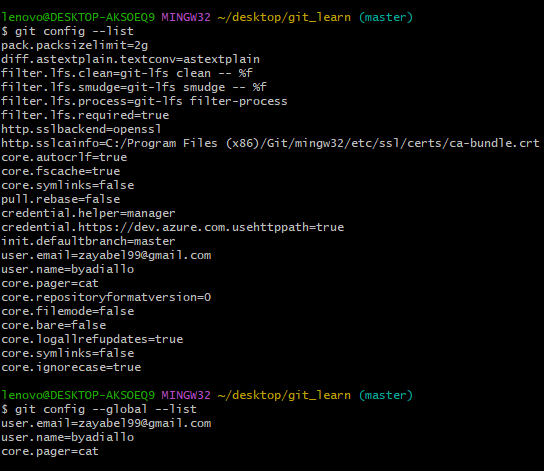 lenovo@DESKTOP-AKSOEQ9 MINGW32 ~/desktop/git_learn (master)
$ git config --list
pack.packsizelimit=2g
diff.astextplain.textconv=astextplain
filter.lfs.clean=git-lfs clean -- %f
filter.lfs.smudge=git-lfs smudge -- %f
filter.lfs.process=git-lfs filter-process
filter.lfs.required=true
http.sslbackend=openssl
http.sslcainfo=C:/Program Files (x86)/Git/mingw32/etc/ssl/certs/ca-bundle.crt
core.autocrlf=true
core.fscache=true
core.symlinks=false
pull.rebase=false
credential.helper=manager
credential.https://dev.azure.com.usehttppath=true
init.defaultbranch=master
user.email=zayabel99@gmail.com
user.name=byadiallo
core.pager=cat
core.repositoryformatversion=0
core.filemode=false
core.bare=false
core.logallrefupdates=true
core.symlinks=false
core.ignorecase=true
lenovo@DESKTOP-AKSOEQ9 MINGW32 ~/desktop/git_learn (master)
$ git config --global --list
user.email=zayabel99@gmail.com
user.name=byadiallo
core.pager=cat